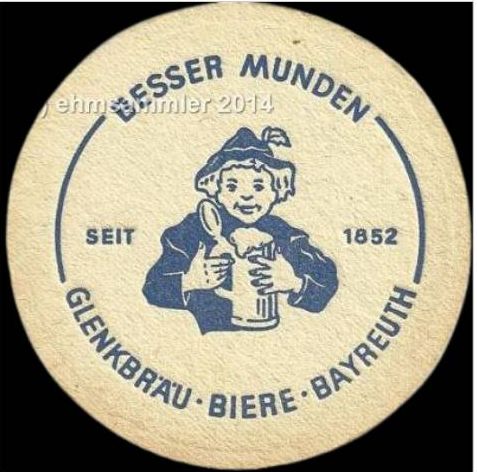 BESSER MUNDEN
ehmsammler 2014
SEIT 1852
GLENKBRÄU · BIERE · BAYREUTH